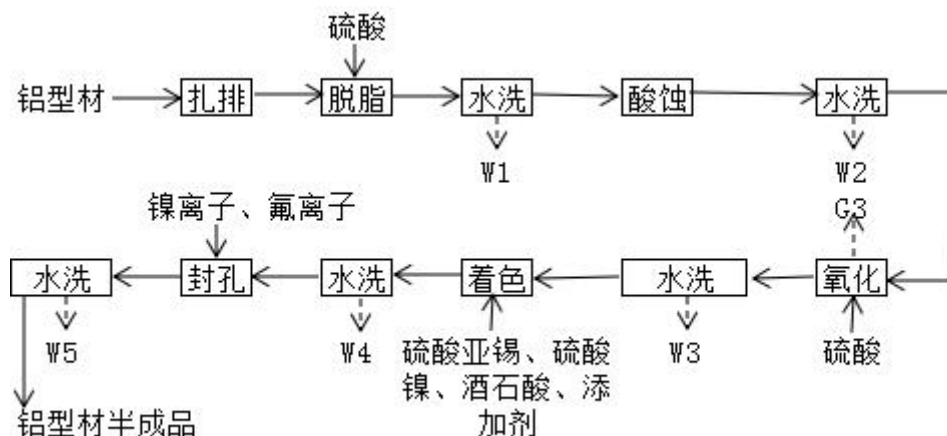 硫酸
铝型材
扎排
脱脂
水洗
酸蚀
水洗
W1
W2
G3
镍离子、氟离子
水洗
封孔
水洗
着色
水洗
氧化
W5
W4
硫酸亚锡、硫酸
镍、酒石酸、添
加剂
W3
硫酸
铝型材半成品